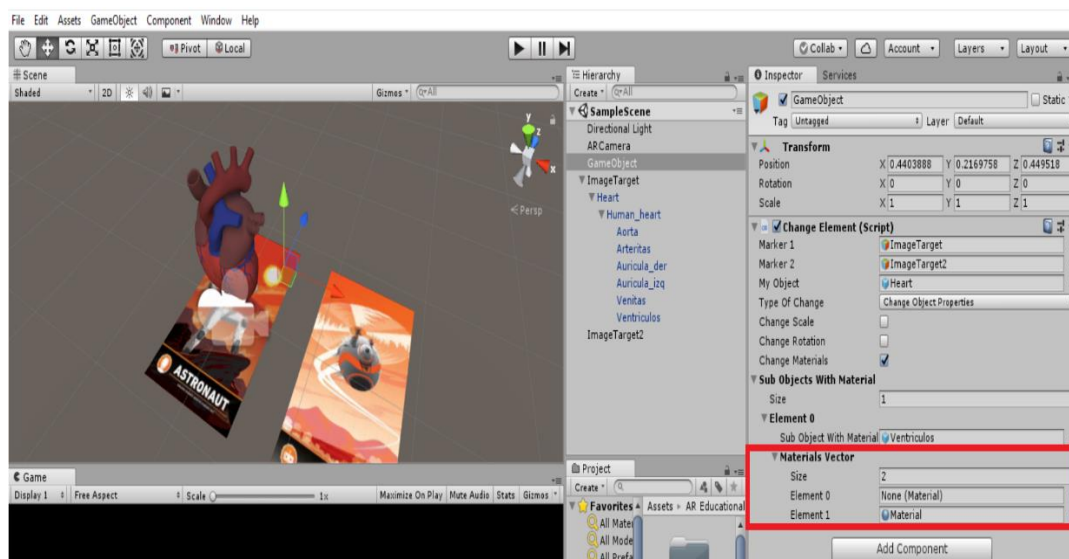 File Edit Assets GameObject Component Window Help
Pivot Local Collab Account Layers Layout
Scene
Shaded 2D Gizmos All
y
z
x
Persp
ASTRONAUT
Game
Display 1 Free Aspect Scale 1x Maximize On Play Mute Audio Stats Gizmos
Hierarchy
Create All
SampleScene
Directional Light
ARCamera
GameObject
ImageTarget
Heart
Human_heart
Aorta
Arteritas
Auricula_der
Auricula_izq
Venitas
Ventriculos
ImageTarget2
Project
Create
Favorites Assets AR Educational
All Mater
All Mode
All Prefa
Inspector Services
GameObject Static
Tag Untagged Layer Default
Transform
Position X 0.4403888 Y 0.2169758 Z 0.449518
Rotation X 0 Y 0 Z 0
Scale X 1 Y 1 Z 1
Change Element (Script)
Marker 1 ImageTarget
Marker 2 ImageTarget2
My Object Heart
Type Of Change Change Object Properties
Change Scale
Change Rotation
Change Materials
Sub Objects With Material
Size 1
Element 0
Sub Object With Material Ventriculos
Materials Vector
Size 2
Element 0 None (Material)
Element 1 Material
Add Component